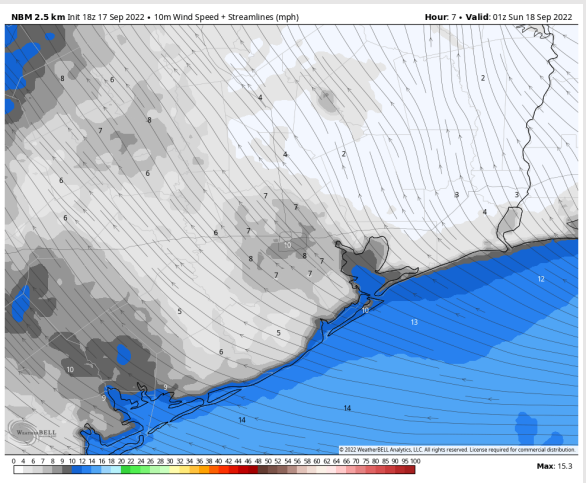 NBM 2.5 km Init 18z 17 Sep 2022 • 10m Wind Speed + Streamlines (mph)
Hour: 7 • Valid: 01z Sun 18 Sep 2022
8 6 2
4
8
7
4 2
6
6
7 3 3
7 4
6
6 7
10
8 8 7
7 7
12
5 10
13
5
6
10
9
9
14
14
WeatherBELL
© 2022 WeatherBELL Analytics, LLC. All rights reserved. License required for commercial distribution.
0 4 5 6 7 8 9 10 12 14 16 18 20 22 24 26 28 30 32 34 36 38 40 42 44 46 48 50 52 54 56 58 60 62 64 66 70 75 80 85 90 95 100
Max: 15.3